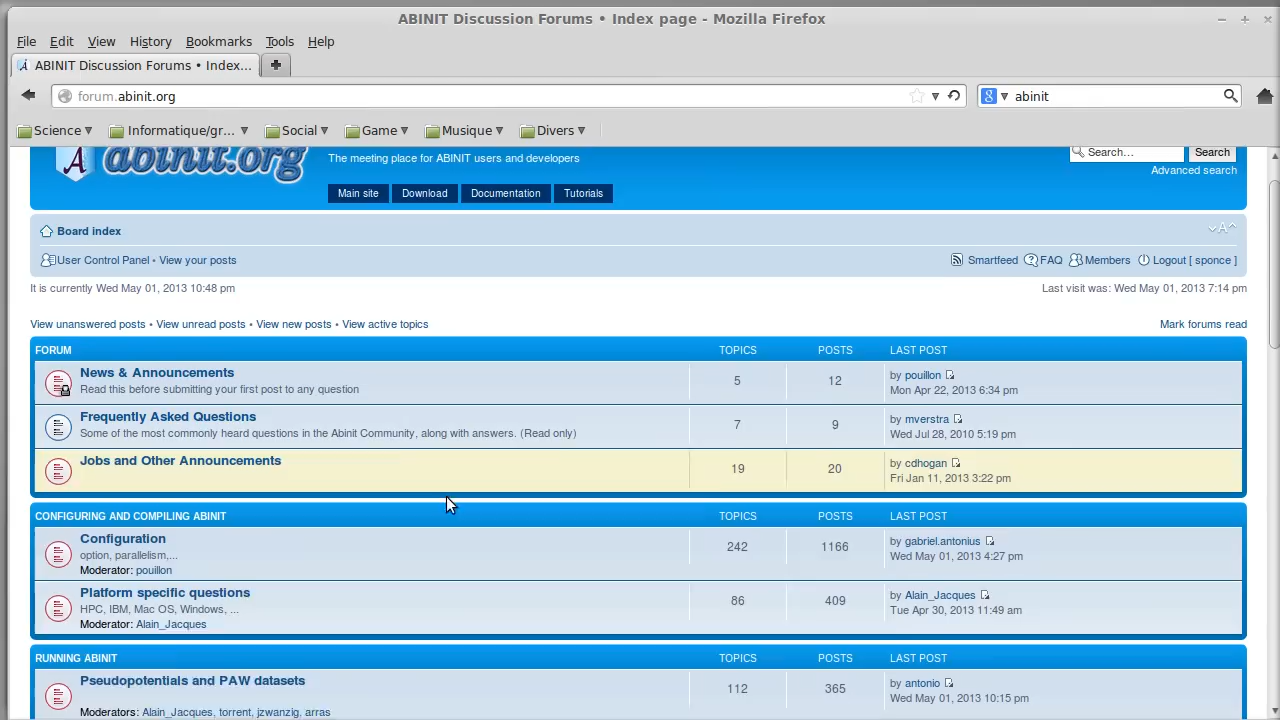 ABINIT Discussion Forums • Index page - Mozilla Firefox
File Edit View History Bookmarks Tools Help
ABINIT Discussion Forums • Index...
forum.abinit.org
abinit
Science Informatique/gr... Social Game Musique Divers
abinit.org
The meeting place for ABINIT users and developers
Search... Search
Advanced search
Main site Download Documentation Tutorials
Board index
User Control Panel • View your posts
Smartfeed FAQ Members Logout [ sponce ]
It is currently Wed May 01, 2013 10:48 pm
Last visit was: Wed May 01, 2013 7:14 pm
View unanswered posts • View unread posts • View new posts • View active topics
Mark forums read
FORUM TOPICS POSTS LAST POST
News & Announcements
Read this before submitting your first post to any question
5 12
by pouillon
Mon Apr 22, 2013 6:34 pm
Frequently Asked Questions
Some of the most commonly heard questions in the Abinit Community, along with answers. (Read only)
7 9
by mverstra
Wed Jul 28, 2010 5:19 pm
Jobs and Other Announcements
19 20
by cdhogan
Fri Jan 11, 2013 3:22 pm
CONFIGURING AND COMPILING ABINIT TOPICS POSTS LAST POST
Configuration
option, parallelism,...
Moderator: pouillon
242 1166
by gabriel.antonius
Wed May 01, 2013 4:27 pm
Platform specific questions
HPC, IBM, Mac OS, Windows, ...
Moderator: Alain_Jacques
86 409
by Alain_Jacques
Tue Apr 30, 2013 11:49 am
RUNNING ABINIT TOPICS POSTS LAST POST
Pseudopotentials and PAW datasets
Moderators: Alain_Jacques, torrent, jzwanzig, arras
112 365
by antonio
Wed May 01, 2013 10:15 pm